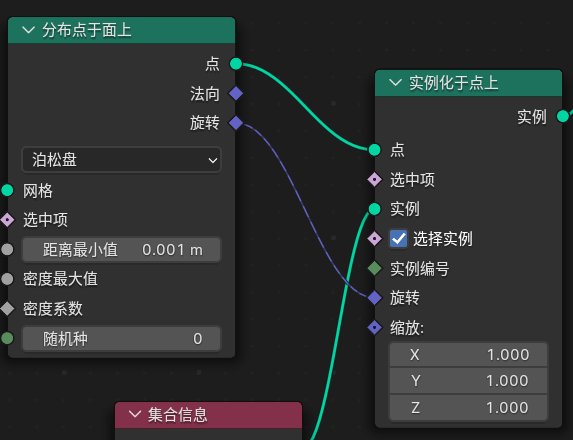 分布点于面上
点
法向
旋转
泊松盘
网格
选中项
距离最小值 0.001 m
密度最大值
密度系数
随机种 0
实例化于点上
实例
点
选中项
实例
选择实例
实例编号
旋转
缩放:
X 1.000
Y 1.000
Z 1.000
集合信息